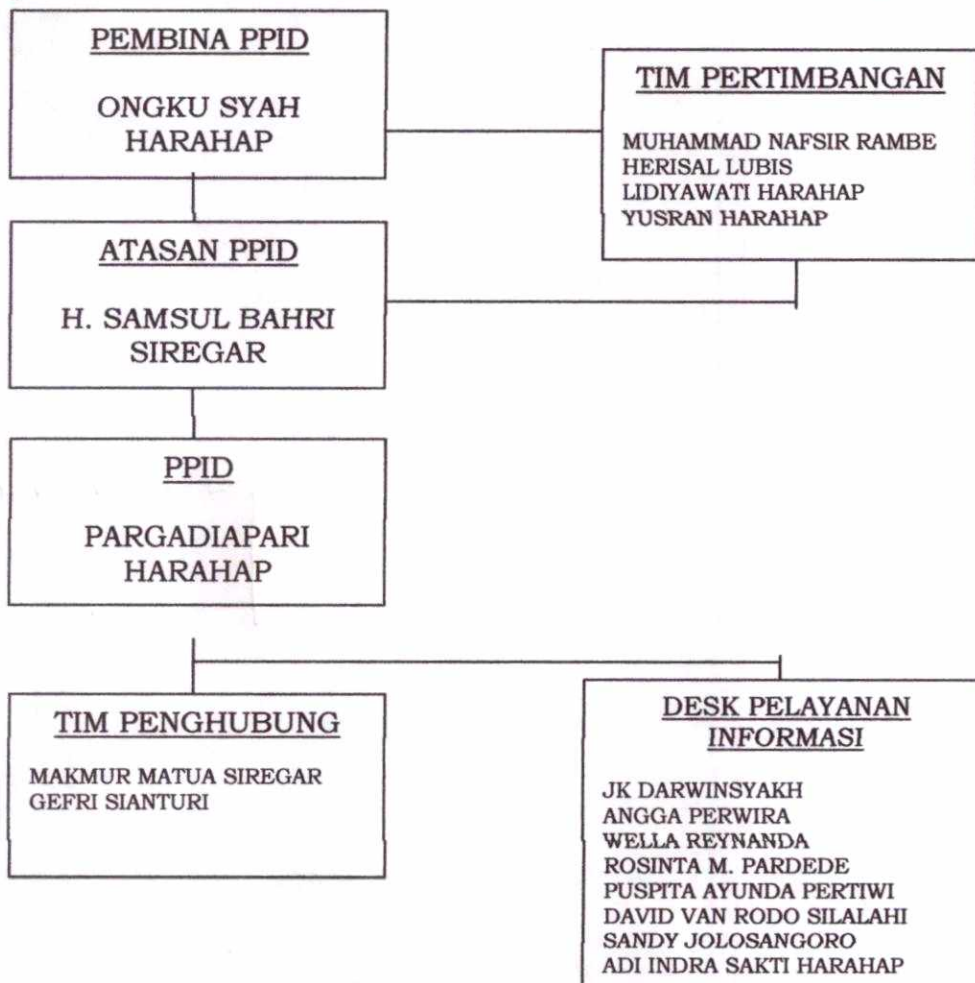 PEMBINA PPID
ONGKU SYAH
HARAHAP
TIM PERTIMBANGAN
MUHAMMAD NAFSIR RAMBE
HERISAL LUBIS
LIDIYAWATI HARAHAP
YUSRAN HARAHAP
ATASAN PPID
H. SAMSUL BAHRI
SIREGAR
PPID
PARGADIAPARI
HARAHAP
TIM PENGHUBUNG
MAKMUR MATUA SIREGAR
GEFRI SIANTURI
DESK PELAYANAN
INFORMASI
JK DARWINSYAKH
ANGGA PERWIRA
WELLA REYNANDA
ROSINTA M. PARDEDE
PUSPITA AYUNDA PERTIWI
DAVID VAN RODO SILALAHI
SANDY JOLOSANGORO
ADI INDRA SAKTI HARAHAP